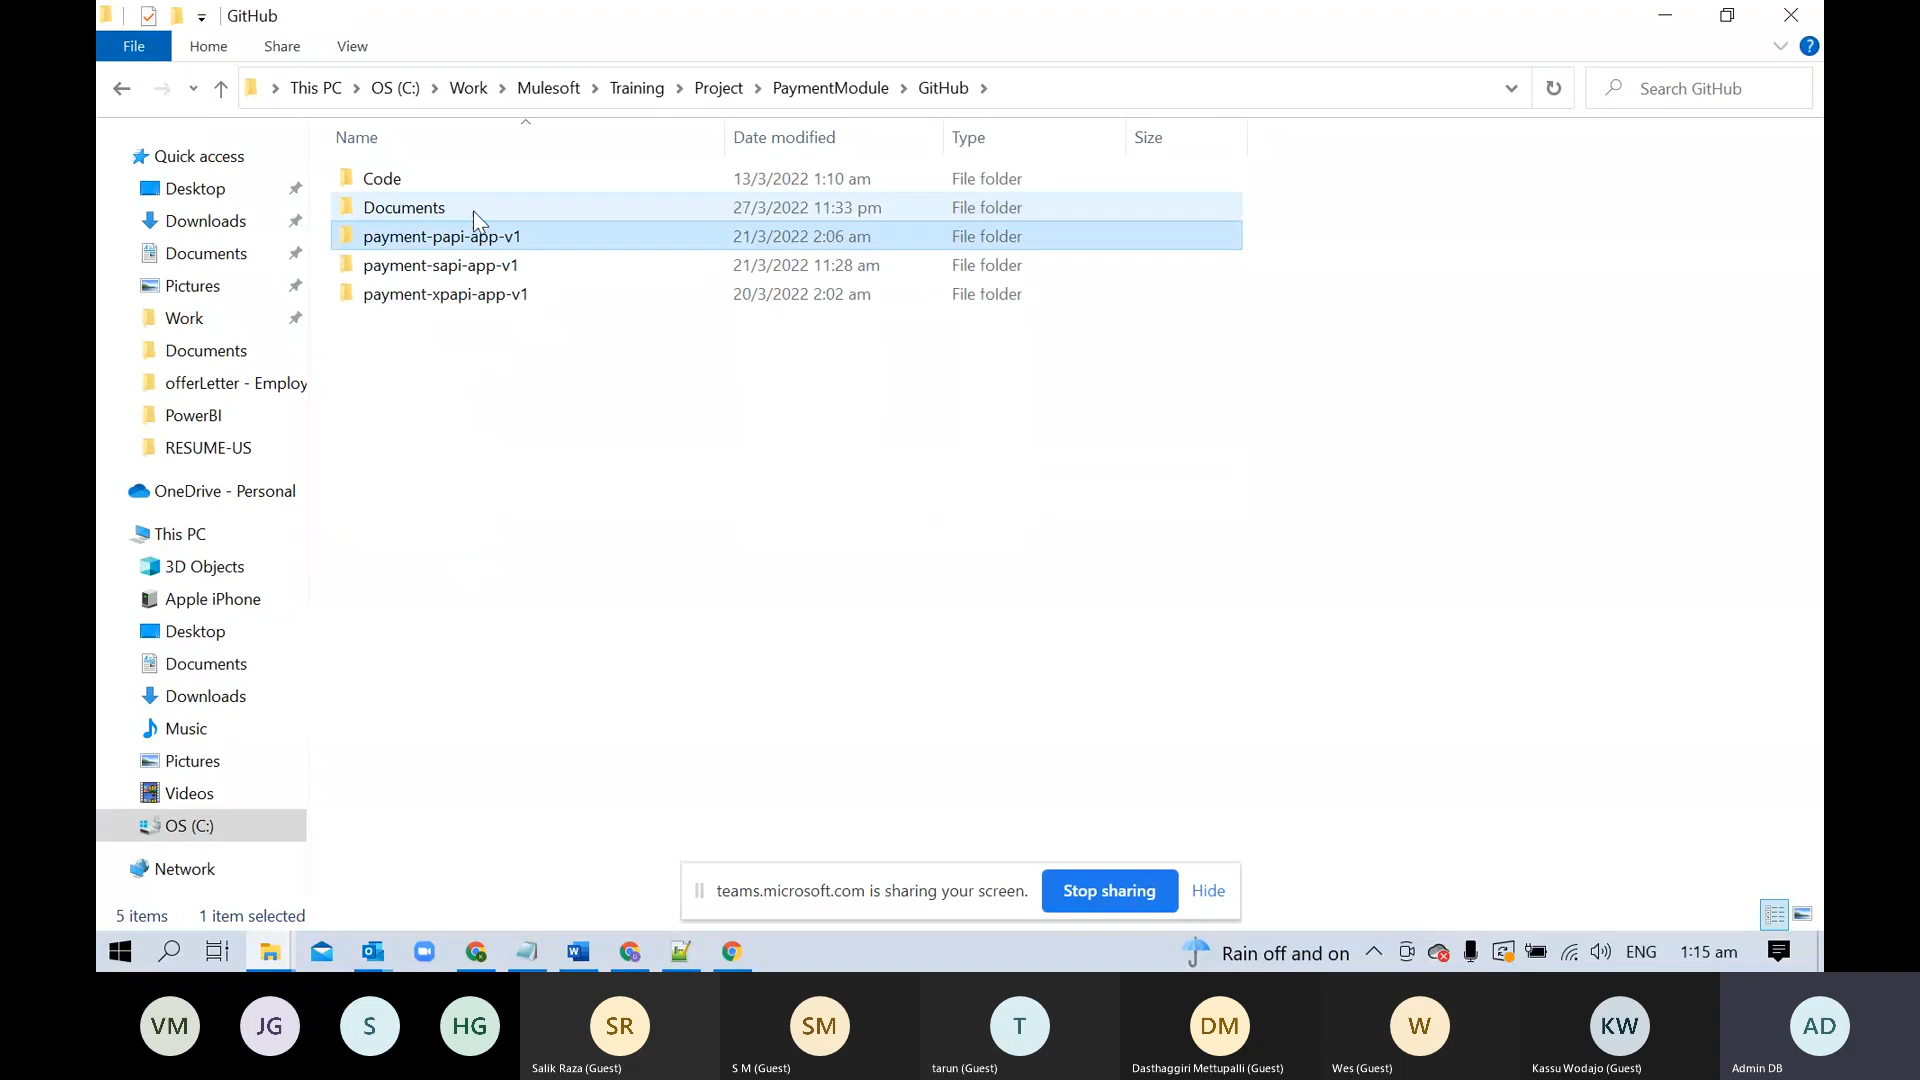 GitHub
File
Home
Share
View
?
This PC
OS (C:)
Work
Mulesoft
Training
Project
PaymentModule
GitHub
Search GitHub
Name
Date modified
Type
Size
Code
13/3/2022 1:10 am
File folder
Documents
27/3/2022 11:33 pm
File folder
payment-papi-app-v1
21/3/2022 2:06 am
File folder
payment-sapi-app-v1
21/3/2022 11:28 am
File folder
payment-xpapi-app-v1
20/3/2022 2:02 am
File folder
Quick access
Desktop
Downloads
Documents
Pictures
Work
Documents
offerLetter - Employ
PowerBI
RESUME-US
OneDrive - Personal
This PC
3D Objects
Apple iPhone
Desktop
Documents
Downloads
Music
Pictures
Videos
OS (C:)
Network
5 items
1 item selected
teams.microsoft.com is sharing your screen.
Stop sharing
Hide
Rain off and on
ENG
1:15 am
VM
JG
S
HG
SR
SM
T
DM
W
KW
AD
Salik Raza (Guest)
S M (Guest)
tarun (Guest)
Dasthaggiri Mettupalli (Guest)
Wes (Guest)
Kassu Wodajo (Guest)
Admin DB